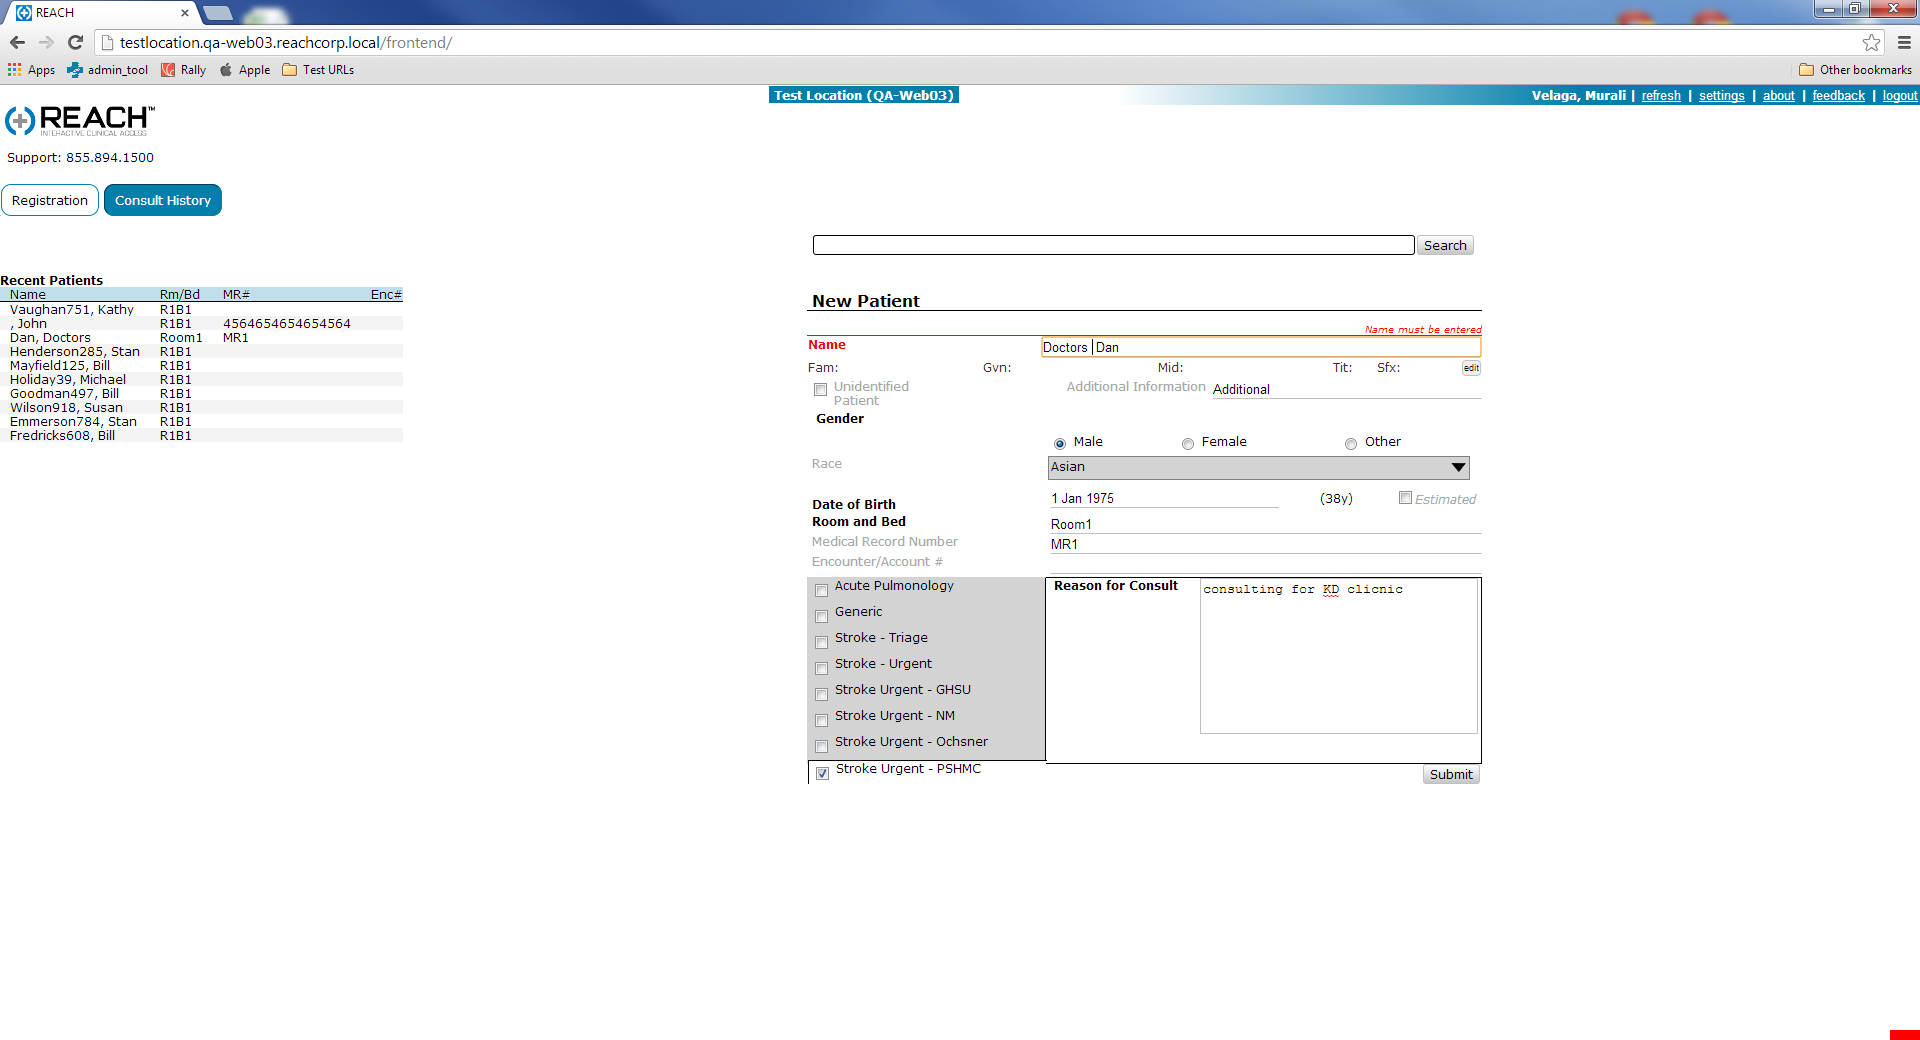 REACH
testlocation.qa-web03.reachcorp.local/frontend/
Apps admin_tool Rally Apple Test URLs Other bookmarks
Test Location (QA-Web03) Velaga, Murali | refresh | settings | about | feedback | logout
REACH™
INTERACTIVE CLINICAL ACCESS
Support: 855.894.1500
Registration Consult History
Search
Recent Patients
Name Rm/Bd MR# Enc#
Vaughan751, Kathy R1B1
, John R1B1 4564654654654564
Dan, Doctors Room1 MR1
Henderson285, Stan R1B1
Mayfield125, Bill R1B1
Holiday39, Michael R1B1
Goodman497, Bill R1B1
Wilson918, Susan R1B1
Emmerson784, Stan R1B1
Fredricks608, Bill R1B1
New Patient
Name must be entered
Name Doctors Dan
Fam: Gvn: Mid: Tit: Sfx: edit
Unidentified Patient Additional Information Additional
Gender
Male Female Other
Race Asian
Date of Birth 1 Jan 1975 (38y) Estimated
Room and Bed Room1
Medical Record Number MR1
Encounter/Account #
Acute Pulmonology
Generic
Stroke - Triage
Stroke - Urgent
Stroke Urgent - GHSU
Stroke Urgent - NM
Stroke Urgent - Ochsner
Stroke Urgent - PSHMC
Reason for Consult consulting for KD clicnic
Submit